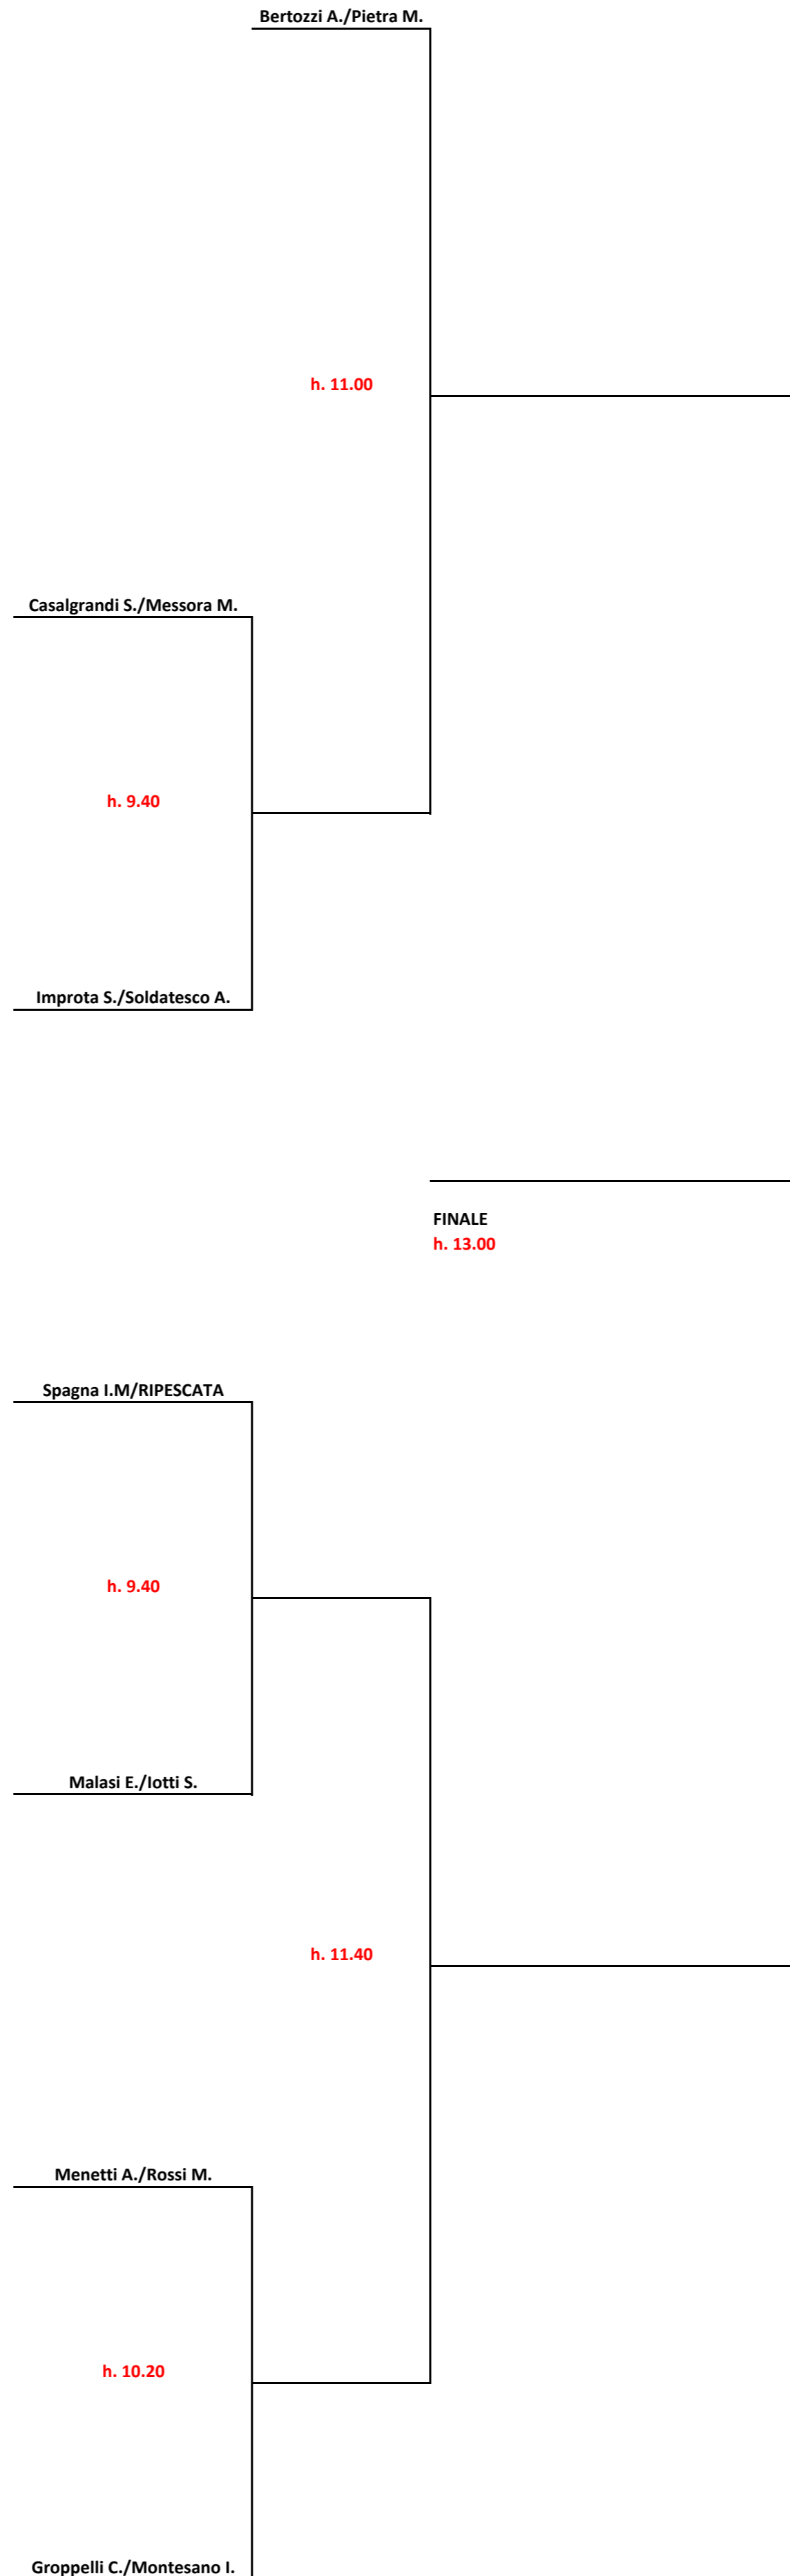 Bertozzi A./Pietra M.
h. 11.00
Casalgrandi S./Messora M.
h. 9.40
Improta S./Soldatesco A.
FINALE
h. 13.00
Spagna I.M/RIPESCATA
h. 9.40
Malasi E./Iotti S.
h. 11.40
Menetti A./Rossi M.
h. 10.20
Groppelli C./Montesano I.